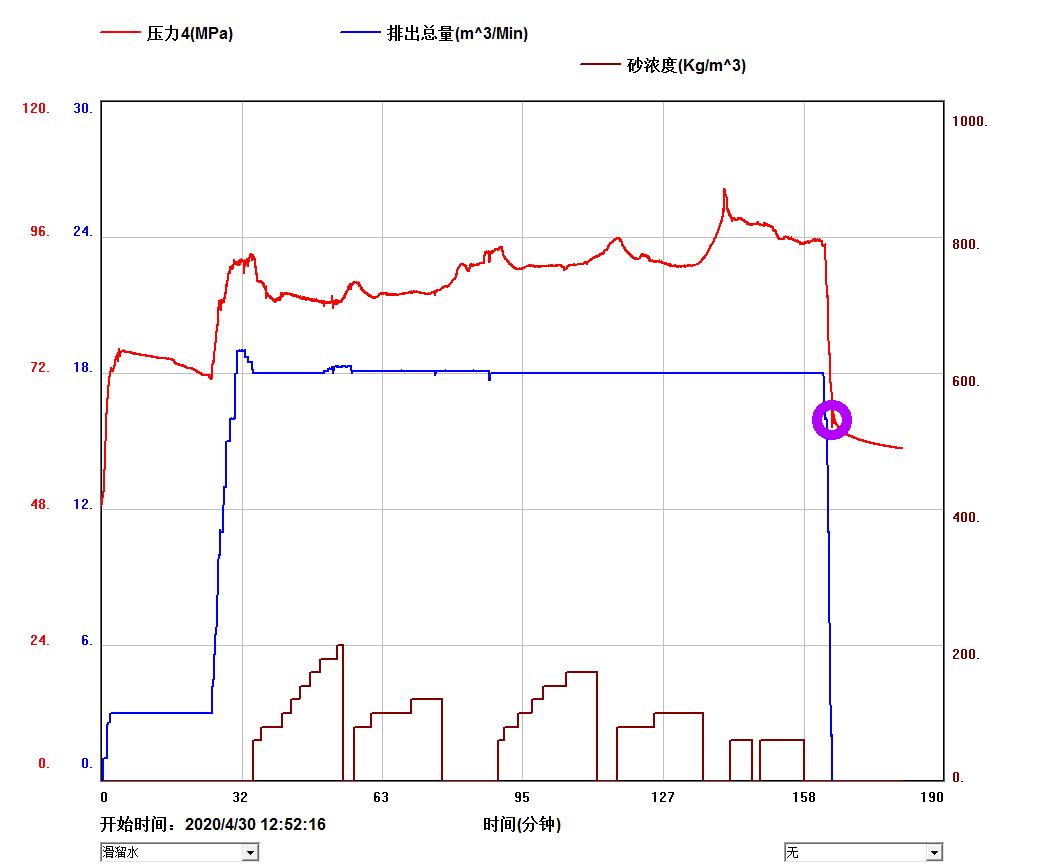 压力4(MPa) 排出总量(m^3/Min)
砂浓度(Kg/m^3)
120. 30. 1000.
96. 24. 800.
72. 18. 600.
48. 12. 400.
24. 6. 200.
0. 0. 0.
0 32 63 95 127 158 190
开始时间：2020/4/30 12:52:16 时间(分钟)
滑溜水 无